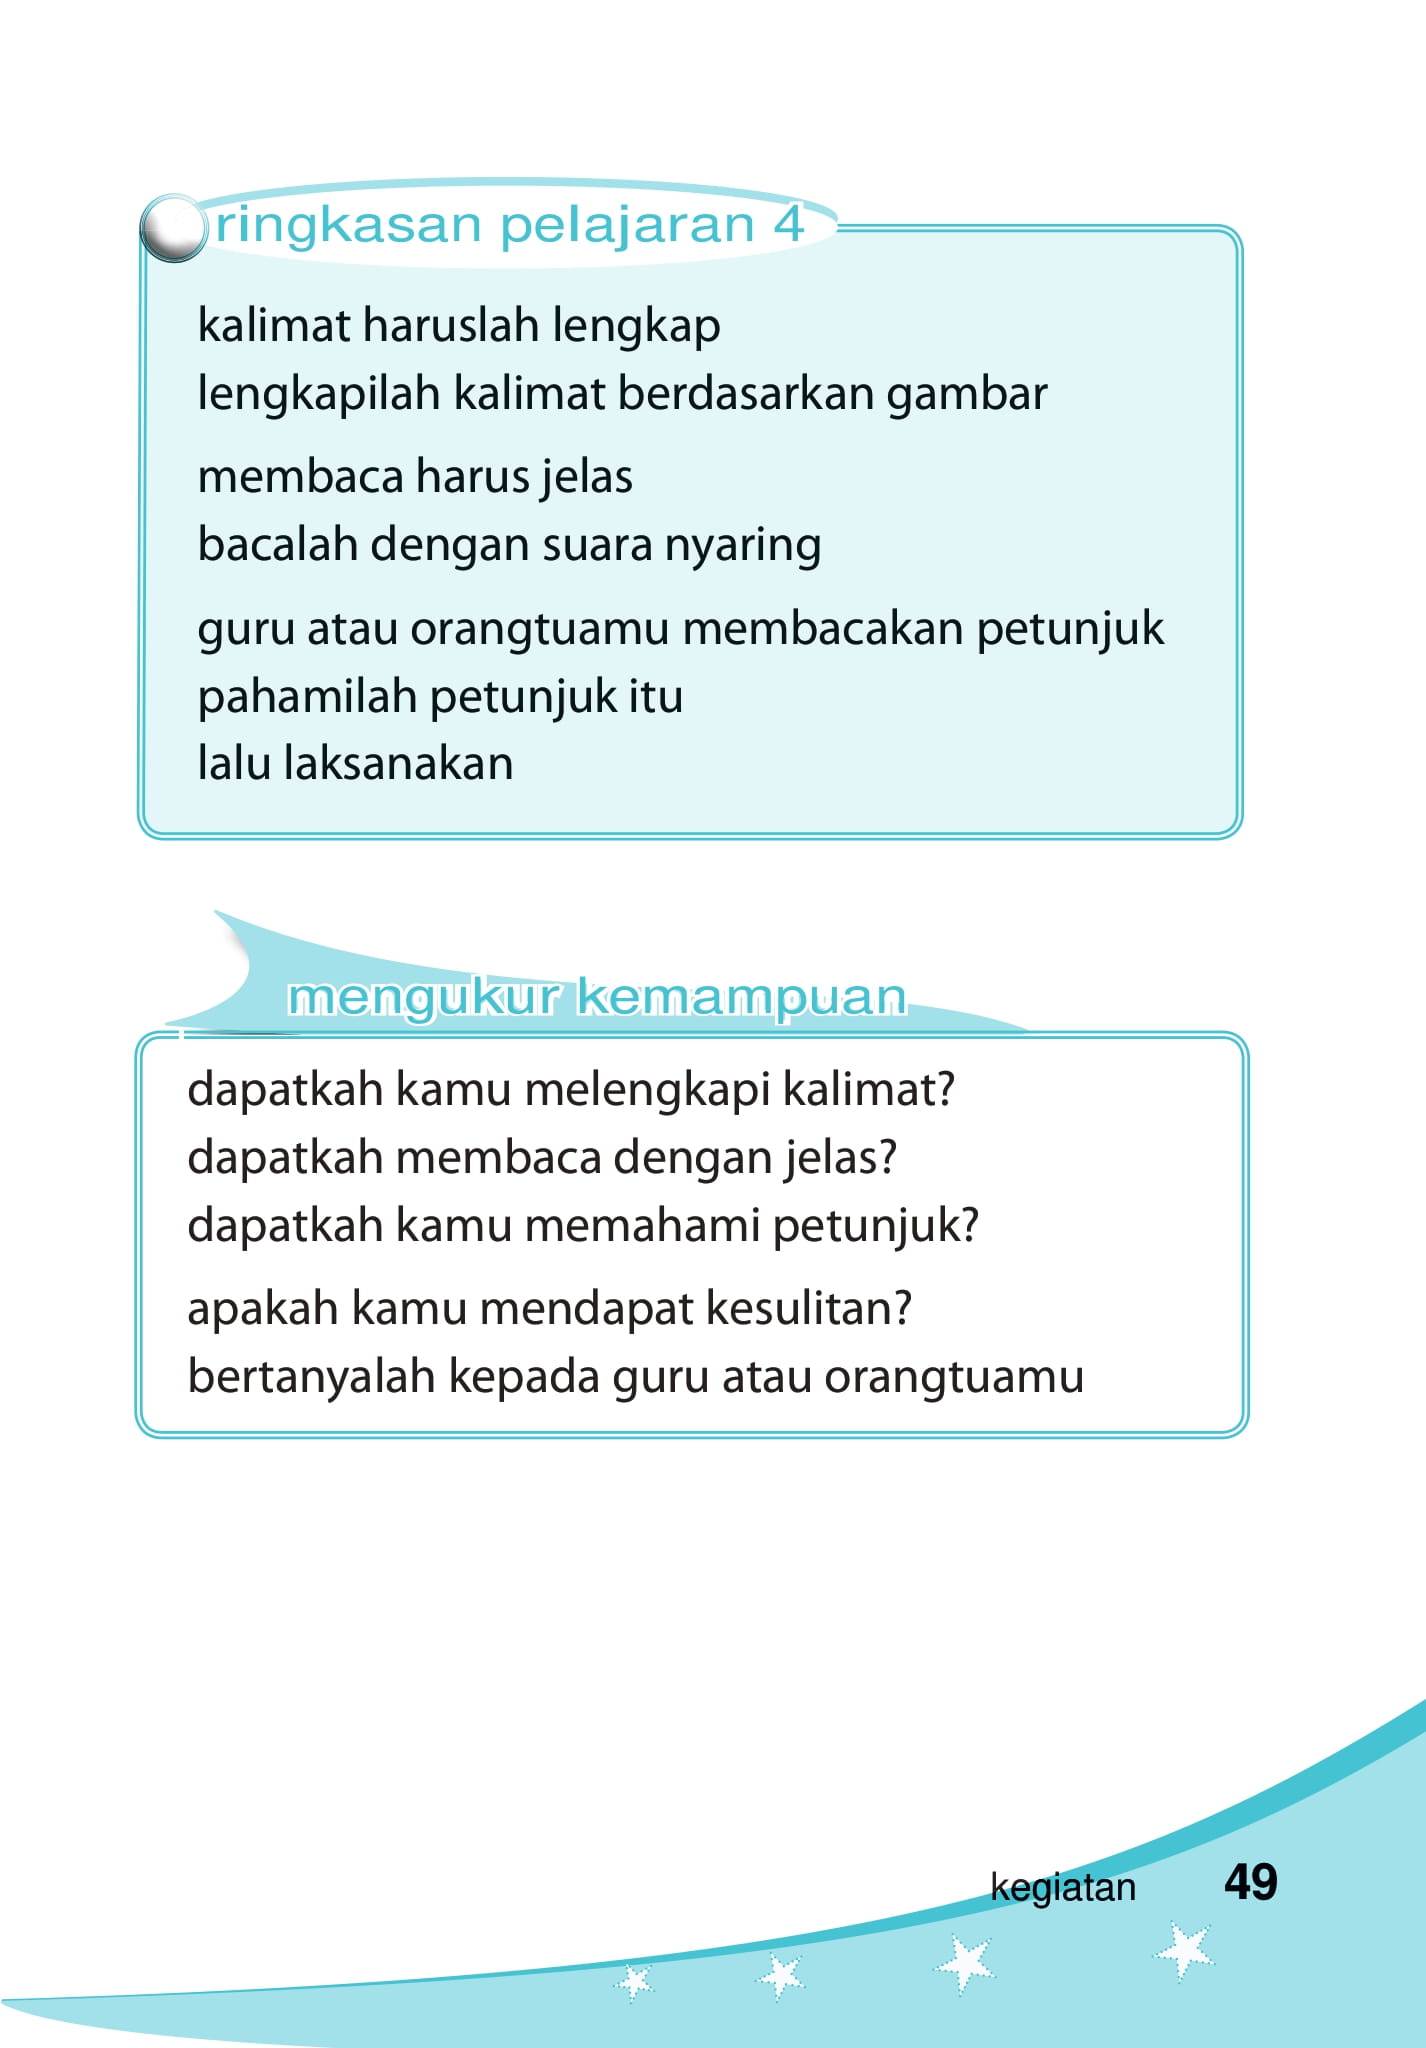 ringkasan pelajaran 4
kalimat haruslah lengkap
lengkapilah kalimat berdasarkan gambar
membaca harus jelas
bacalah dengan suara nyaring
guru atau orangtuamu membacakan petunjuk
pahamilah petunjuk itu
lalu laksanakan
mengukur kemampuan
dapatkah kamu melengkapi kalimat?
dapatkah membaca dengan jelas?
dapatkah kamu memahami petunjuk?
apakah kamu mendapat kesulitan?
bertanyalah kepada guru atau orangtuamu
kegiatan 49